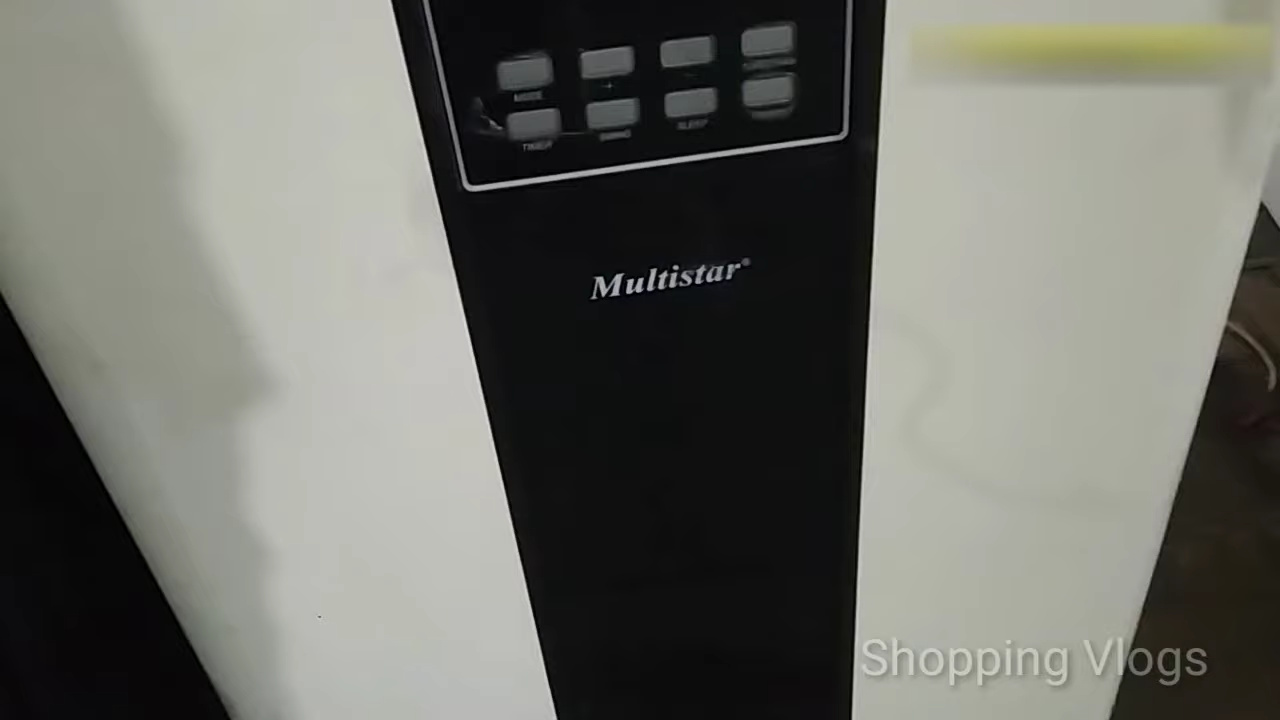 MODE
+
-
TIMER
SWING
SLEEP
Multistar®
Shopping Vlogs